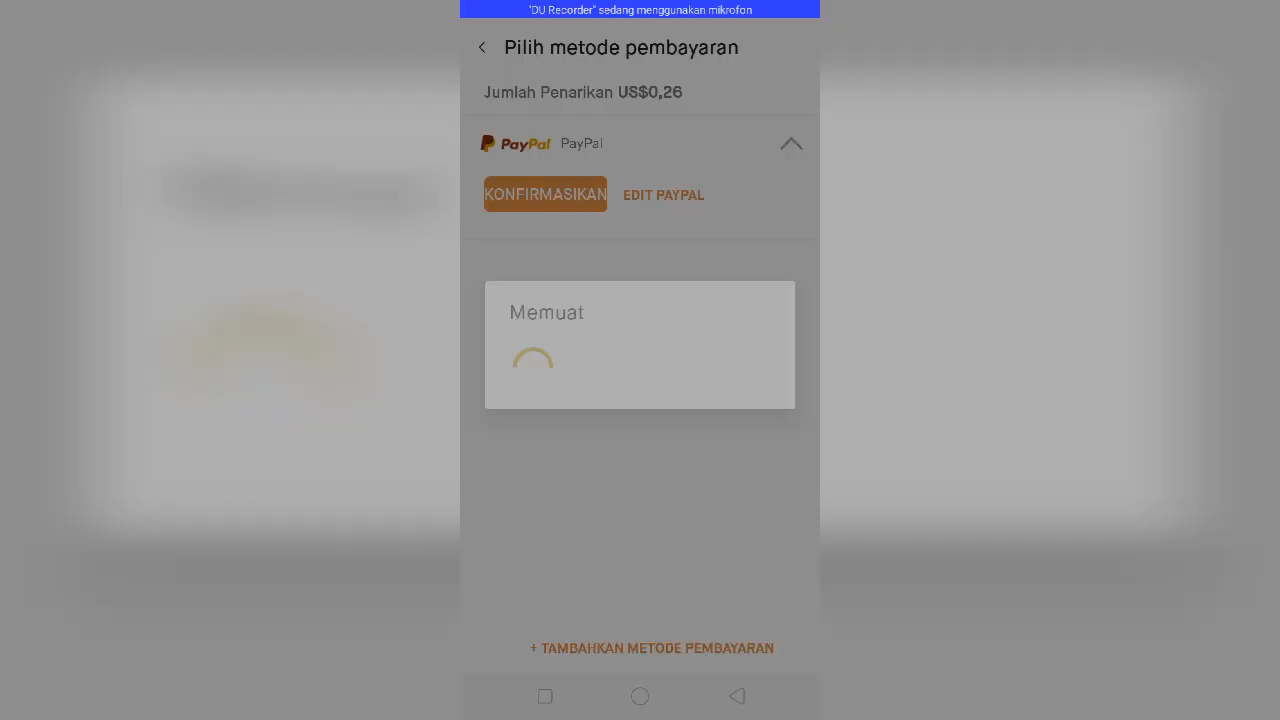 "DU Recorder" sedang menggunakan mikrofon
Pilih metode pembayaran
Jumlah Penarikan US$0,26
PayPal PayPal
KONFIRMASIKAN EDIT PAYPAL
Memuat
+ TAMBAHKAN METODE PEMBAYARAN